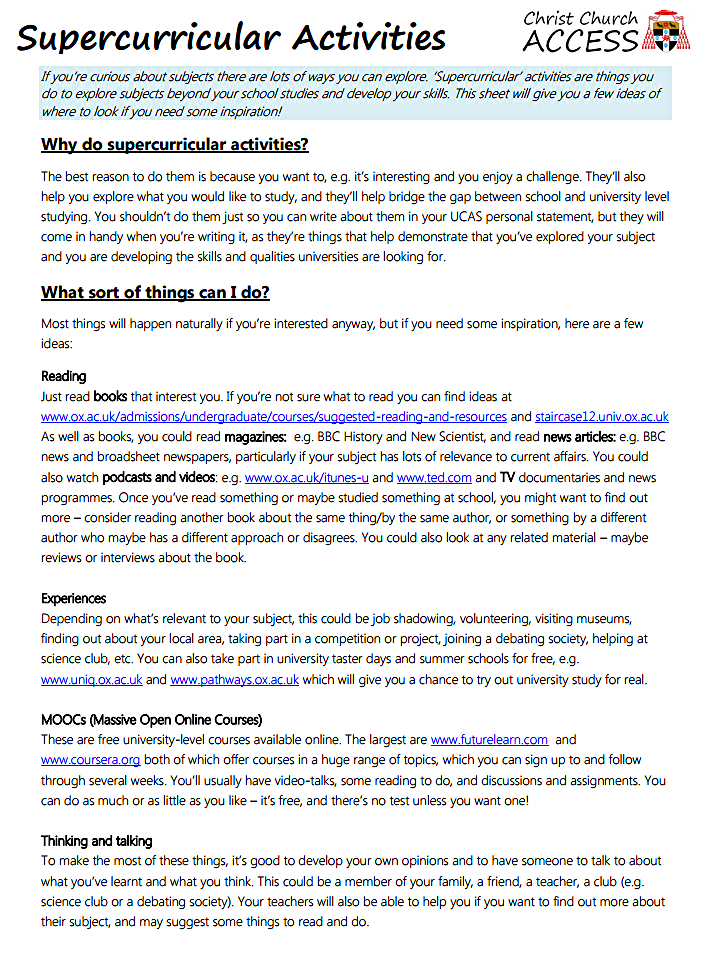 Supercurricular Activities
Christ Church
ACCESS
If you're curious about subjects there are lots of ways you can explore. 'Supercurricular' activities are things you
do to explore subjects beyond your school studies and develop your skills. This sheet will give you a few ideas of
where to look if you need some inspiration!
Why do supercurricular activities?
The best reason to do them is because you want to, e.g. it's interesting and you enjoy a challenge. They'll also
help you explore what you would like to study, and they'll help bridge the gap between school and university level
studying. You shouldn't do them just so you can write about them in your UCAS personal statement, but they will
come in handy when you're writing it, as they're things that help demonstrate that you've explored your subject
and you are developing the skills and qualities universities are looking for.
What sort of things can I do?
Most things will happen naturally if you're interested anyway, but if you need some inspiration, here are a few
ideas:
Reading
Just read books that interest you. If you're not sure what to read you can find ideas at
www.ox.ac.uk/admissions/undergraduate/courses/suggested-reading-and-resources and staircase12.univ.ox.ac.uk
As well as books, you could read magazines: e.g. BBC History and New Scientist, and read news articles: e.g. BBC
news and broadsheet newspapers, particularly if your subject has lots of relevance to current affairs. You could
also watch podcasts and videos: e.g. www.ox.ac.uk/itunes-u and www.ted.com and TV documentaries and news
programmes. Once you've read something or maybe studied something at school, you might want to find out
more – consider reading another book about the same thing/by the same author, or something by a different
author who maybe has a different approach or disagrees. You could also look at any related material – maybe
reviews or interviews about the book.
Experiences
Depending on what's relevant to your subject, this could be job shadowing, volunteering, visiting museums,
finding out about your local area, taking part in a competition or project, joining a debating society, helping at
science club, etc. You can also take part in university taster days and summer schools for free, e.g.
www.uniq.ox.ac.uk and www.pathways.ox.ac.uk which will give you a chance to try out university study for real.
MOOCs (Massive Open Online Courses)
These are free university-level courses available online. The largest are www.futurelearn.com and
www.coursera.org both of which offer courses in a huge range of topics, which you can sign up to and follow
through several weeks. You'll usually have video-talks, some reading to do, and discussions and assignments. You
can do as much or as little as you like – it's free, and there's no test unless you want one!
Thinking and talking
To make the most of these things, it's good to develop your own opinions and to have someone to talk to about
what you've learnt and what you think. This could be a member of your family, a friend, a teacher, a club (e.g.
science club or a debating society). Your teachers will also be able to help you if you want to find out more about
their subject, and may suggest some things to read and do.